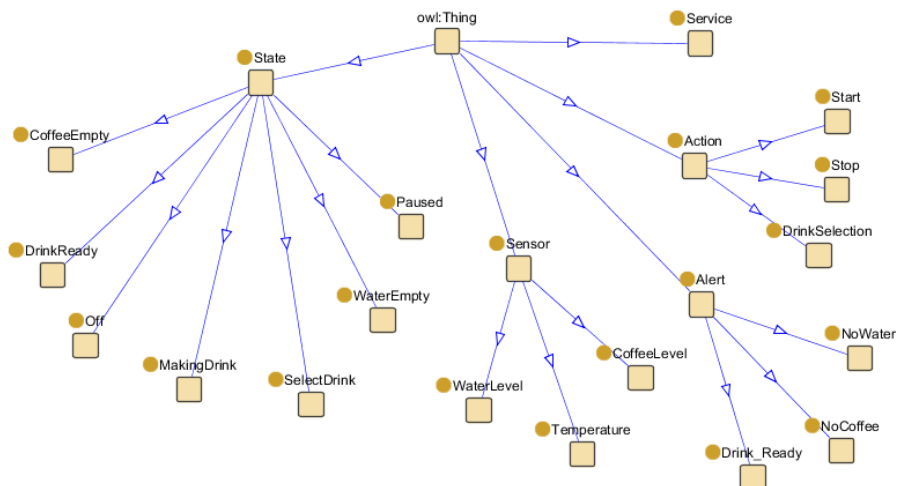 owl:Thing
Service
State
Start
CoffeeEmpty
Action
Stop
Paused
DrinkSelection
DrinkReady
Sensor
Alert
WaterEmpty
Off
NoWater
CoffeeLevel
MakingDrink
SelectDrink
WaterLevel
NoCoffee
Temperature
Drink_Ready